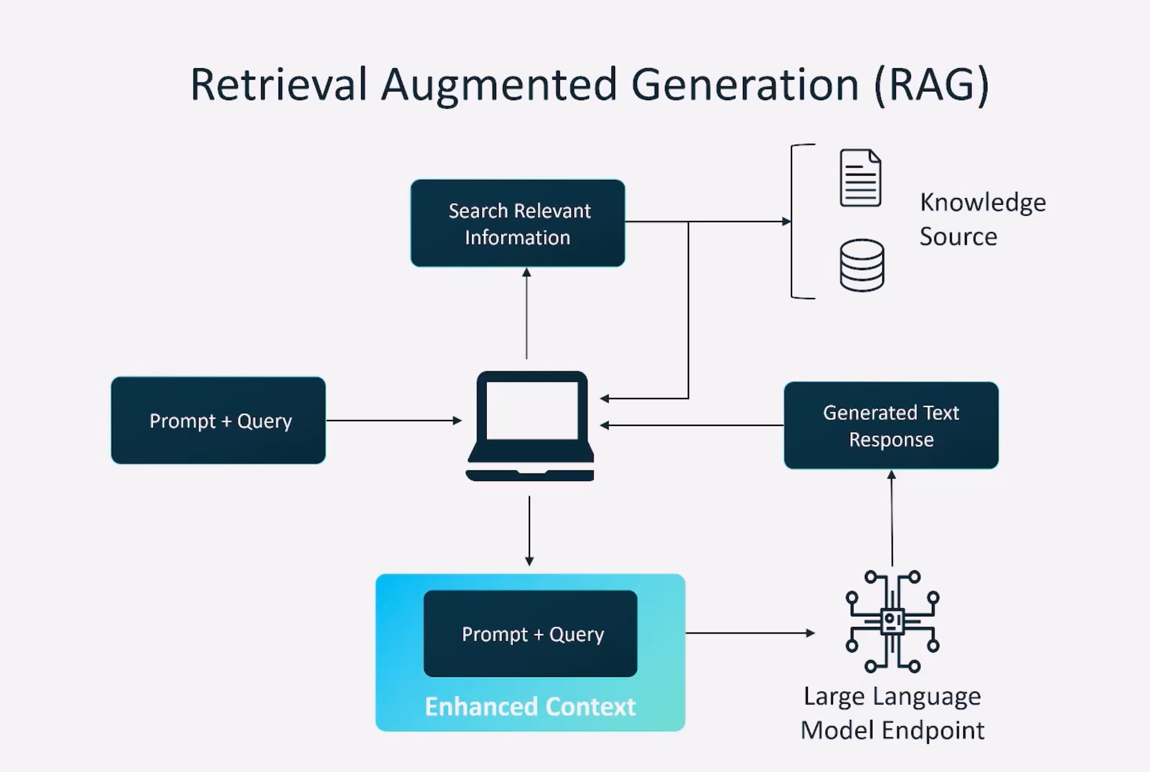 Retrieval Augmented Generation (RAG)
Search Relevant
Information
Knowledge
Source
Prompt + Query
Generated Text
Response
Prompt + Query
Enhanced Context
Large Language
Model Endpoint